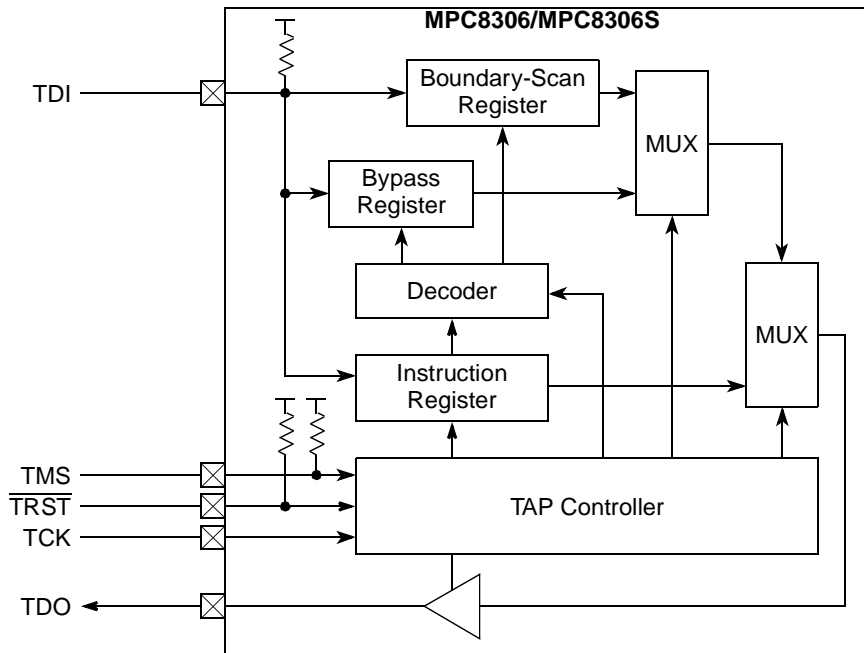 MPC8306/MPC8306S
TDI
Boundary-Scan
Register
MUX
Bypass
Register
Decoder
MUX
Instruction
Register
TMS
TRST
TCK
TAP Controller
TDO